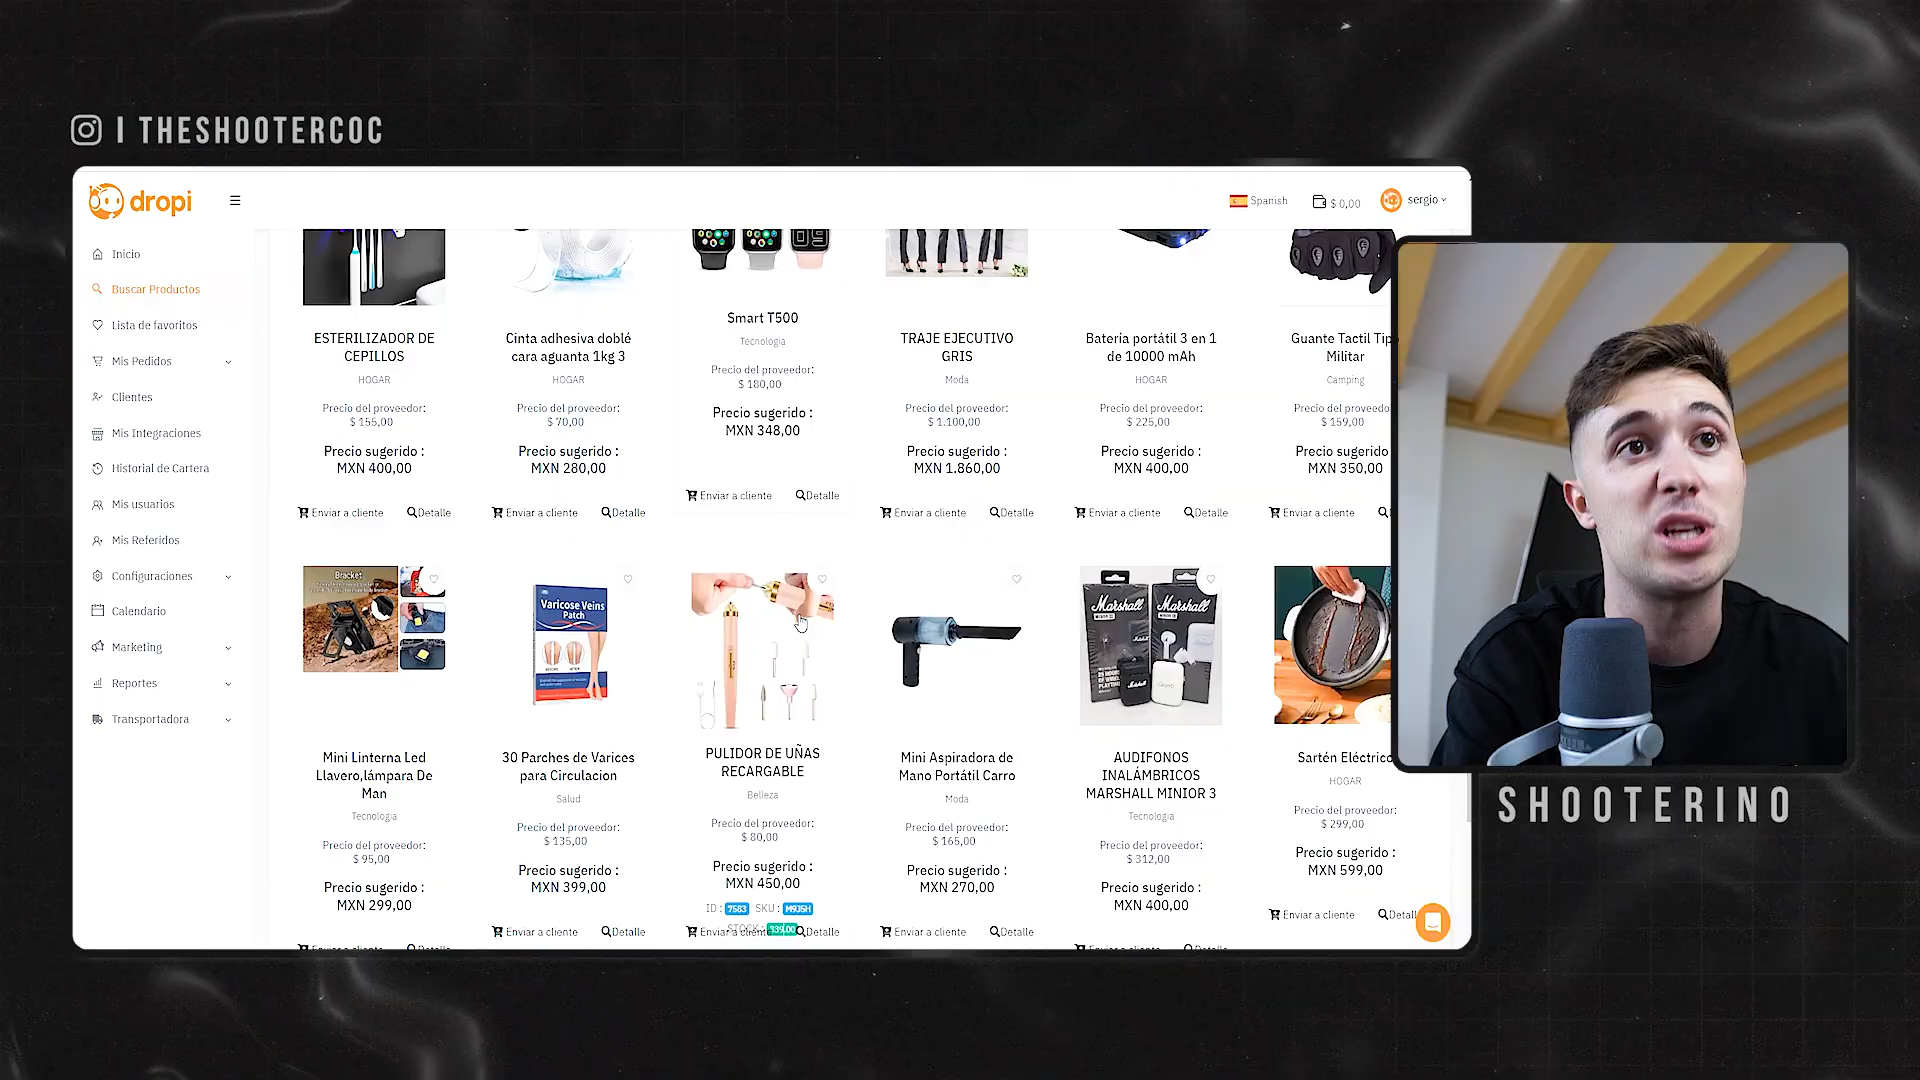 I THESHOOTERCOC
dropi
Spanish
$ 0,00
sergio
Inicio
Buscar Productos
Lista de favoritos
Mis Pedidos
Clientes
Mis Integraciones
Historial de Cartera
Mis usuarios
Mis Referidos
Configuraciones
Calendario
Marketing
Reportes
Transportadora
ESTERILIZADOR DE
CEPILLOS
HOGAR
Precio del proveedor:
$ 155,00
Precio sugerido :
MXN 400,00
Enviar a cliente
Detalle
Cinta adhesiva doblé
cara aguanta 1kg 3
HOGAR
Precio del proveedor:
$ 70,00
Precio sugerido :
MXN 280,00
Enviar a cliente
Detalle
Smart T500
Tecnologia
Precio del proveedor:
$ 180,00
Precio sugerido :
MXN 348,00
Enviar a cliente
Detalle
TRAJE EJECUTIVO
GRIS
Moda
Precio del proveedor:
$ 1.100,00
Precio sugerido :
MXN 1.860,00
Enviar a cliente
Detalle
Batería portátil 3 en 1
de 10000 mAh
HOGAR
Precio del proveedor:
$ 225,00
Precio sugerido :
MXN 400,00
Enviar a cliente
Detalle
Guante Tactil Tip
Militar
Camping
Precio del proveedo
$ 159,00
Precio sugerido :
MXN 350,00
Enviar a cliente
Bracket
Mini Linterna Led
Llavero,lámpara De
Man
Tecnologia
Precio del proveedor:
$ 95,00
Precio sugerido :
MXN 299,00
Enviar a cliente
Detalle
Varicose Veins
Patch
30 Parches de Varices
para Circulacion
Salud
Precio del proveedor:
$ 135,00
Precio sugerido :
MXN 399,00
Enviar a cliente
Detalle
PULIDOR DE UÑAS
RECARGABLE
Belleza
Precio del proveedor:
$ 80,00
Precio sugerido :
MXN 450,00
ID : 7583 SKU : M9J5H
STOCK : 339,00
Enviar a cliente
Detalle
Mini Aspiradora de
Mano Portátil Carro
Moda
Precio del proveedor:
$ 165,00
Precio sugerido :
MXN 270,00
Enviar a cliente
Detalle
Marshall
Marshall
AUDIFONOS
INALÁMBRICOS
MARSHALL MINIOR 3
Tecnologia
Precio del proveedor:
$ 312,00
Precio sugerido :
MXN 400,00
Enviar a cliente
Detalle
Sartén Eléctrico
HOGAR
Precio del proveedor:
$ 299,00
Precio sugerido :
MXN 599,00
Enviar a cliente
Detall
SHOOTERINO